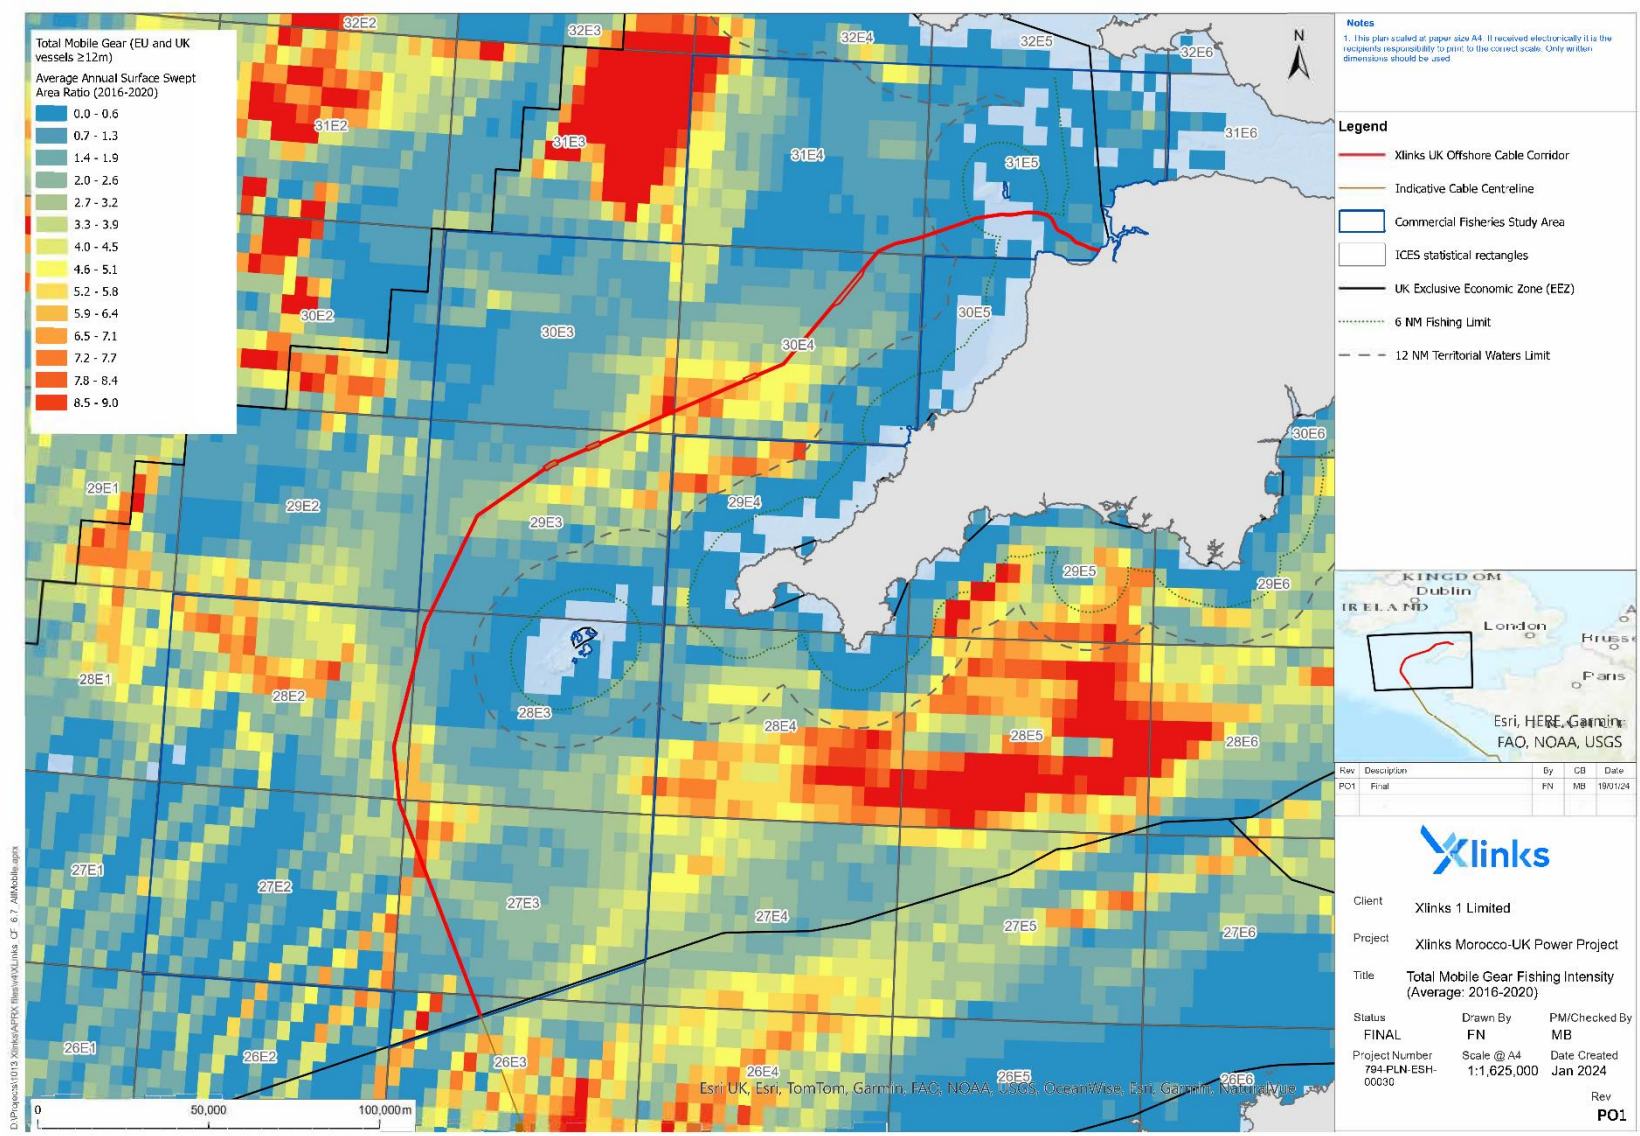 Total Mobile Gear (EU and UK
vessels ≥12m)
Average Annual Surface Swept
Area Ratio (2016-2020)
0.0 - 0.6
0.7 - 1.3
1.4 - 1.9
2.0 - 2.6
2.7 - 3.2
3.3 - 3.9
4.0 - 4.5
4.6 - 5.1
5.2 - 5.8
5.9 - 6.4
6.5 - 7.1
7.2 - 7.7
7.8 - 8.4
8.5 - 9.0
32E2
32E3
32E4
32E5
32E6
N
31E2
31E3
31E4
31E5
31E6
30E2
30E3
30E4
30E5
30E6
29E1
29E2
29E3
29E4
29E5
29E6
28E1
28E2
28E3
28E4
28E5
28E6
27E1
27E2
27E3
27E4
27E5
27E6
26E1
26E2
26E3
26E4
26E5
26E6
Esri UK, Esri, TomTom, Garmin, FAO, NOAA, USGS, OceanWise, Esri, Garmin, NaturalVue
0 50,000 100,000m
Notes
1. This plan scaled at paper size A4. If received electronically it is the
recipients responsibility to print to the correct scale. Only written
dimensions should be used.
Legend
Xlinks UK Offshore Cable Corridor
Indicative Cable Centreline
Commercial Fisheries Study Area
ICES statistical rectangles
UK Exclusive Economic Zone (EEZ)
6 NM Fishing Limit
12 NM Territorial Waters Limit
KINGDOM
Dublin
IRELAND
London
Brusse
Paris
Esri, HERE, Garmin,
FAO, NOAA, USGS
Rev Description By CB Date
PO1 Final FN MB 19/01/24
Xlinks
Client Xlinks 1 Limited
Project Xlinks Morocco-UK Power Project
Title Total Mobile Gear Fishing Intensity
(Average: 2016-2020)
Status Drawn By PM/Checked By
FINAL FN MB
Project Number Scale @ A4 Date Created
794-PLN-ESH-
00030
1:1,625,000 Jan 2024
Rev
PO1